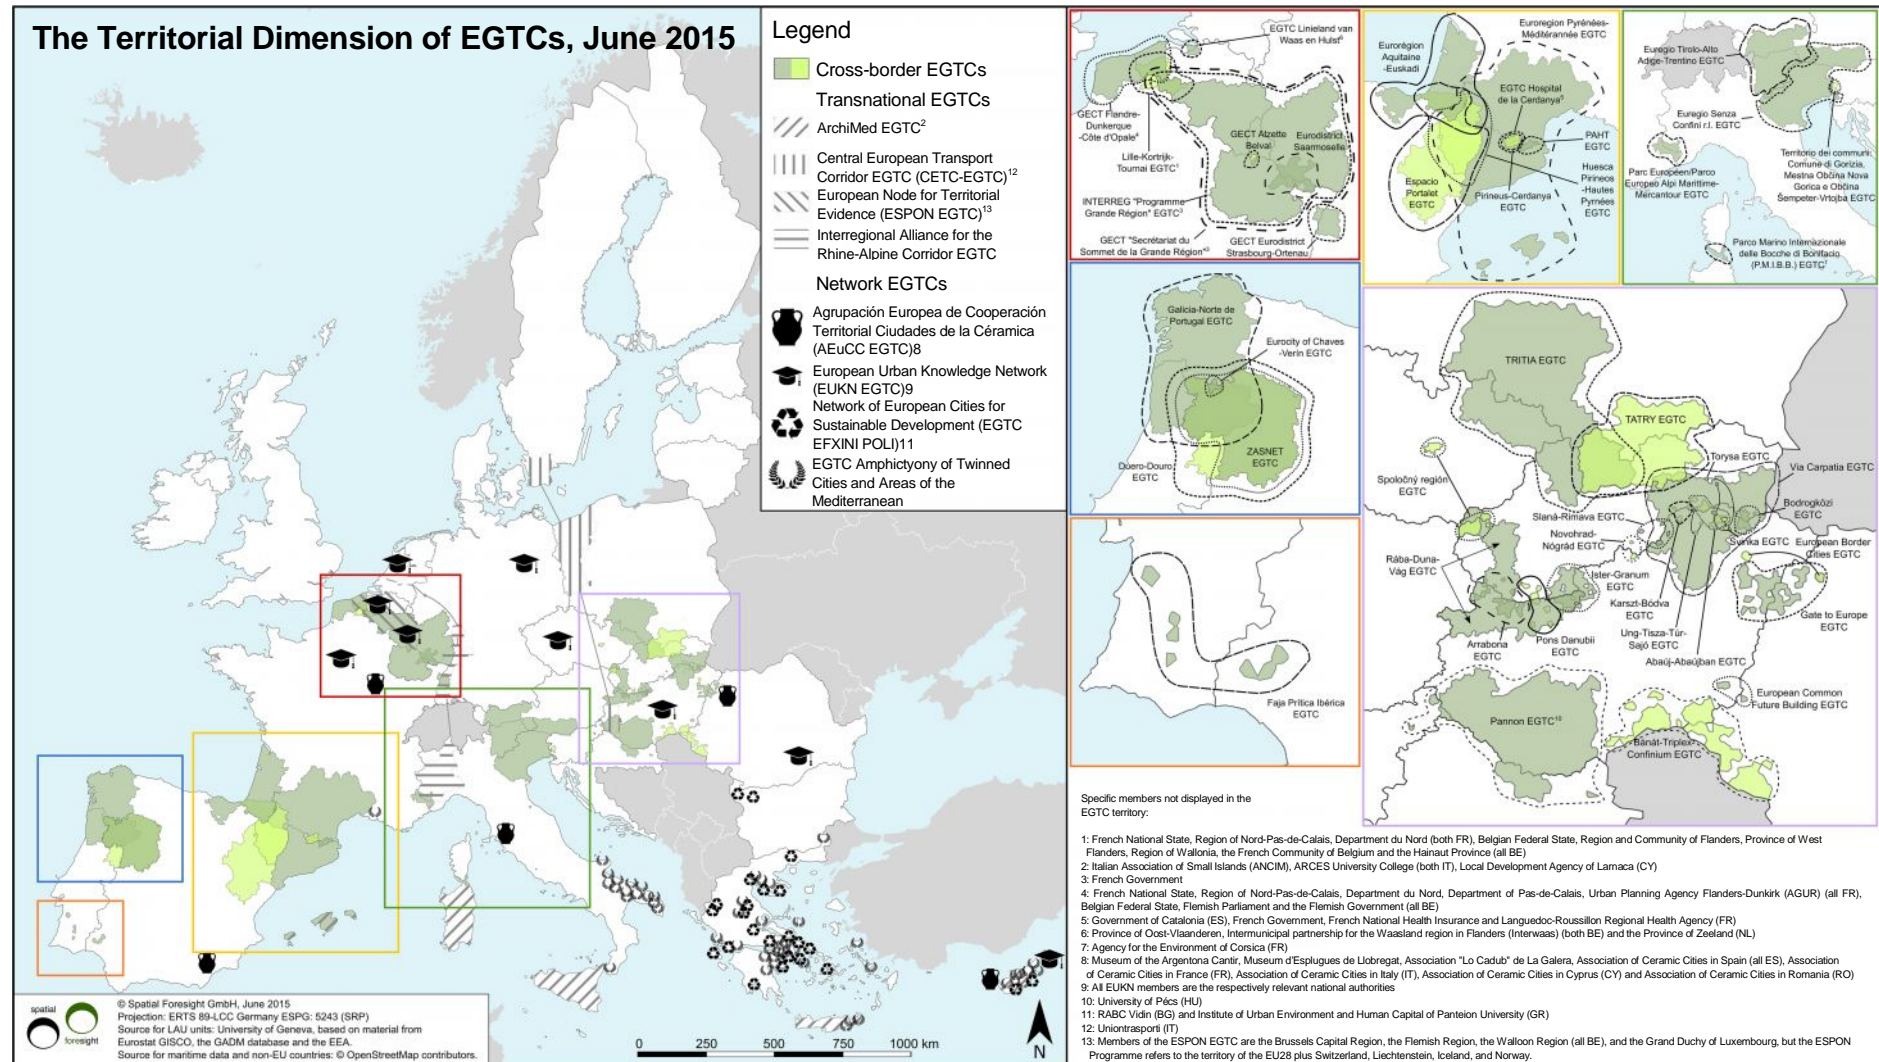 The Territorial Dimension of EGTCs, June 2015
Legend
Cross-border EGTCs
Transnational EGTCs
ArchiMed EGTC2
Central European Transport
Corridor EGTC (CETC-EGTC)12
European Node for Territorial
Evidence (ESPON EGTC)13
Interregional Alliance for the
Rhine-Alpine Corridor EGTC
Network EGTCs
Agrupación Europea de Cooperación
Territorial Ciudades de la Céramica
(AEuCC EGTC)8
European Urban Knowledge Network
(EUKN EGTC)9
Network of European Cities for
Sustainable Development (EGTC
EFXINI POLI)11
EGTC Amphictyony of Twinned
Cities and Areas of the
Mediterranean
EGTC Linieland van
Waas en Hulst6
GECT Flandre-
Dunkerque
-Côte d'Opale4
Lille-Kortrijk-
Tournai EGTC1
GECT Alzette
Belval
Eurodistrict
Saarmoselle
INTERREG "Programme
Grande Région" EGTC3
GECT "Secrétariat du
Sommet de la Grande Région"3
GECT Eurodistrict
Strasbourg-Ortenau
Eurorégion
Aquitaine
-Euskadi
Euroregion Pyrénées-
Méditérannée EGTC
EGTC Hospital
de la Cerdanya5
PAHT
EGTC
Huesca
Pirineos
-Hautes
Pyrnées
EGTC
Espacio
Portalet
EGTC
Pirineus-Cerdanya
EGTC
Euregio Tirolo-Alto
Adige-Trentino EGTC
Euregio Senza
Confini r.l. EGTC
Parc Européen/Parco
Europeo Alpi Marittime-
Mercantour EGTC
Territorio dei communi:
Comune di Gorizia,
Mestna Občina Nova
Gorica e Občina
Šempeter-Vrtojba EGTC
Parco Marino Internazionale
delle Bocche di Bonifacio
(P.M.I.B.B.) EGTC7
Galicia-Norte de
Portugal EGTC
Eurocity of Chaves
-Verín EGTC
Duero-Douro
EGTC
ZASNET
EGTC
Faja Prítica Ibérica
EGTC
TRITIA EGTC
TATRY EGTC
Torysa EGTC
Via Carpatia EGTC
Spoločný región
EGTC
Bodrogközi
EGTC
Slaná-Rimava EGTC
Novohrad-
Nógrád EGTC
Svinka EGTC
European Border
Cities EGTC
Rába-Duna-
Vág EGTC
Ister-Granum
EGTC
Karszt-Bódva
EGTC
Gate to Europe
EGTC
Arrabona
EGTC
Pons Danubii
EGTC
Ung-Tisza-Túr-
Sajó EGTC
Abaúj-Abaújban EGTC
European Common
Future Building EGTC
Pannon EGTC10
Banat-Triplex-
Confinium EGTC
Specific members not displayed in the
EGTC territory:
1: French National State, Region of Nord-Pas-de-Calais, Department du Nord (both FR), Belgian Federal State, Region and Community of Flanders, Province of West
Flanders, Region of Wallonia, the French Community of Belgium and the Hainaut Province (all BE)
2: Italian Association of Small Islands (ANCIM), ARCES University College (both IT), Local Development Agency of Larnaca (CY)
3: French Government
4: French National State, Region of Nord-Pas-de-Calais, Department du Nord, Department of Pas-de-Calais, Urban Planning Agency Flanders-Dunkirk (AGUR) (all FR),
Belgian Federal State, Flemish Parliament and the Flemish Government (all BE)
5: Government of Catalonia (ES), French Government, French National Health Insurance and Languedoc-Roussillon Regional Health Agency (FR)
6: Province of Oost-Vlaanderen, Intermunicipal partnership for the Waasland region in Flanders (Interwaas) (both BE) and the Province of Zeeland (NL)
7: Agency for the Environment of Corsica (FR)
8: Museum of the Argentona Cantir, Museum d'Esplugues de Llobregat, Association "Lo Cadub" de La Galera, Association of Ceramic Cities in Spain (all ES), Association
of Ceramic Cities in France (FR), Association of Ceramic Cities in Italy (IT), Association of Ceramic Cities in Cyprus (CY) and Association of Ceramic Cities in Romania (RO)
9: All EUKN members are the respectively relevant national authorities
10: University of Pécs (HU)
11: RABC Vidin (BG) and Institute of Urban Environment and Human Capital of Panteion University (GR)
12: Uniontrasporti (IT)
13: Members of the ESPON EGTC are the Brussels Capital Region, the Flemish Region, the Walloon Region (all BE), and the Grand Duchy of Luxembourg, but the ESPON
Programme refers to the territory of the EU28 plus Switzerland, Liechtenstein, Iceland, and Norway.
spatial
foresight
© Spatial Foresight GmbH, June 2015
Projection: ERTS 89-LCC Germany ESPG: 5243 (SRP)
Source for LAU units: University of Geneva, based on material from
Eurostat GISCO, the GADM database and the EEA.
Source for maritime data and non-EU countries: © OpenStreetMap contributors.
0 250 500 750 1000 km
N